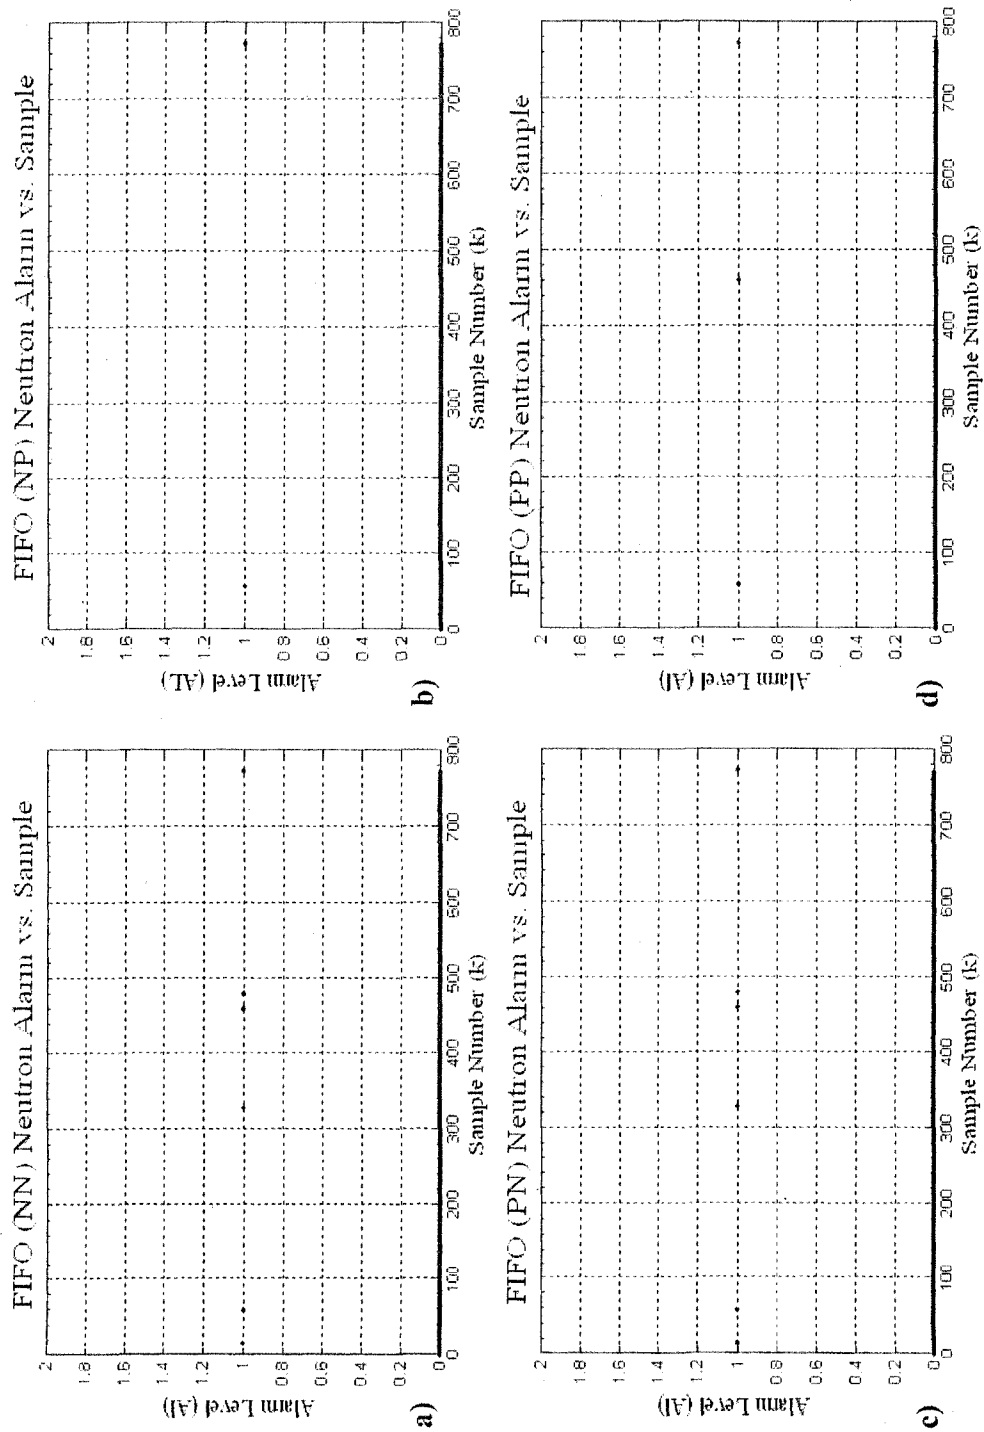 FIFO (NN) Neutron Alarm vs. Sample
Alarm Level (Al)
2
1.8
1.6
1.4
1.2
1
0.8
0.6
0.4
0.2
0
0 100 200 300 400 500 600 700 800
Sample Number (k)
a)
FIFO (NP) Neutron Alarm vs. Sample
Alarm Level (AL)
2
1.8
1.6
1.4
1.2
1
0.8
0.6
0.4
0.2
0
0 100 200 300 400 500 600 700 800
Sample Number (k)
b)
FIFO (PN) Neutron Alarm vs. Sample
Alarm Level (Al)
2
1.8
1.6
1.4
1.2
1
0.8
0.6
0.4
0.2
0
0 100 200 300 400 500 600 700 800
Sample Number (k)
c)
FIFO (PP) Neutron Alarm vs. Sample
Alarm Level (Al)
2
1.8
1.6
1.4
1.2
1
0.8
0.6
0.4
0.2
0
0 100 200 300 400 500 600 700 800
Sample Number (k)
d)